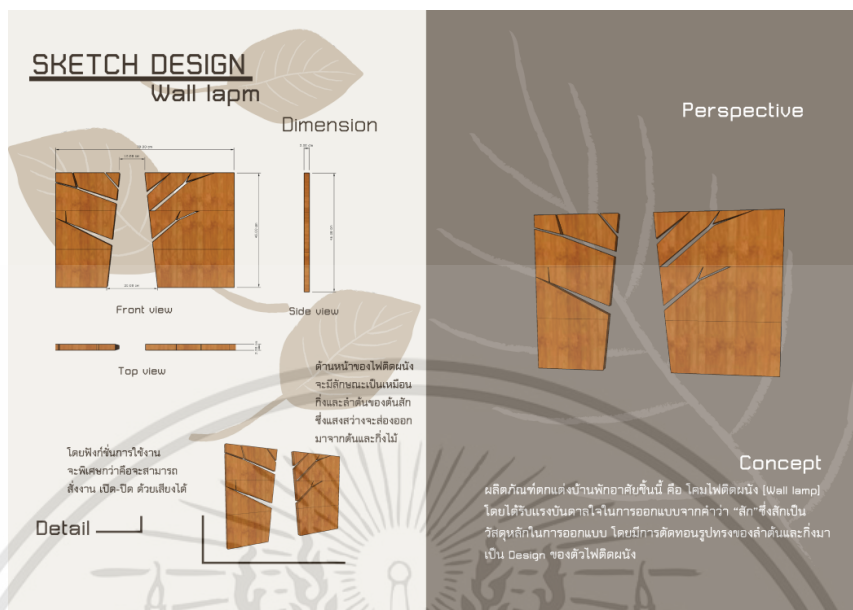 SKETCH DESIGN
Wall lapm
Dimension
Front view
Side view
Top view
ด้านหน้าของไฟติดผนัง
จะมีลักษณะเป็นเหมือน
กิ่งและลำต้นของต้นสัก
ซึ่งแสงสว่างจะส่องออก
มาจากต้นและกิ่งไม้
โดยฟังก์ชั่นการใช้งาน
จะพิเศษกว่าคือจะสามารถ
สั่งงาน เปิด-ปิด ด้วยเสียงได้
Detail
Perspective
Concept
ผลิตภัณฑ์ตกแต่งบ้านพักอาศัยชิ้นนี้ คือ โคมไฟติดผนัง (Wall lamp)
โดยได้รับแรงบันดาลใจในการออกแบบจากคำว่า “สัก”ซึ่งสักเป็น
วัสดุหลักในการออกแบบ โดยมีการตัดทอนรูปทรงของลำต้นและกิ่งมา
เป็น Design ของตัวไฟติดผนัง